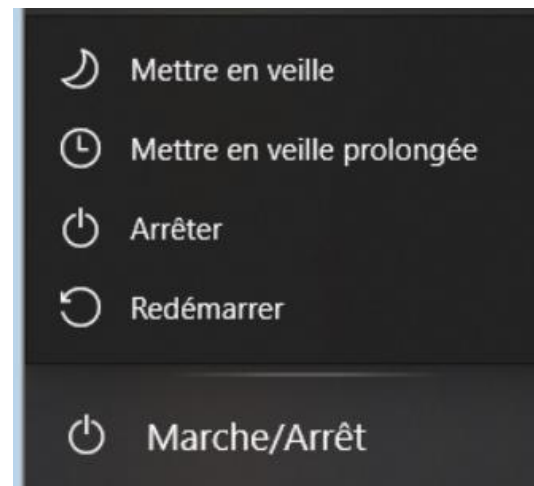 Mettre en veille
Mettre en veille prolongée
Arrêter
Redémarrer
Marche/Arrêt